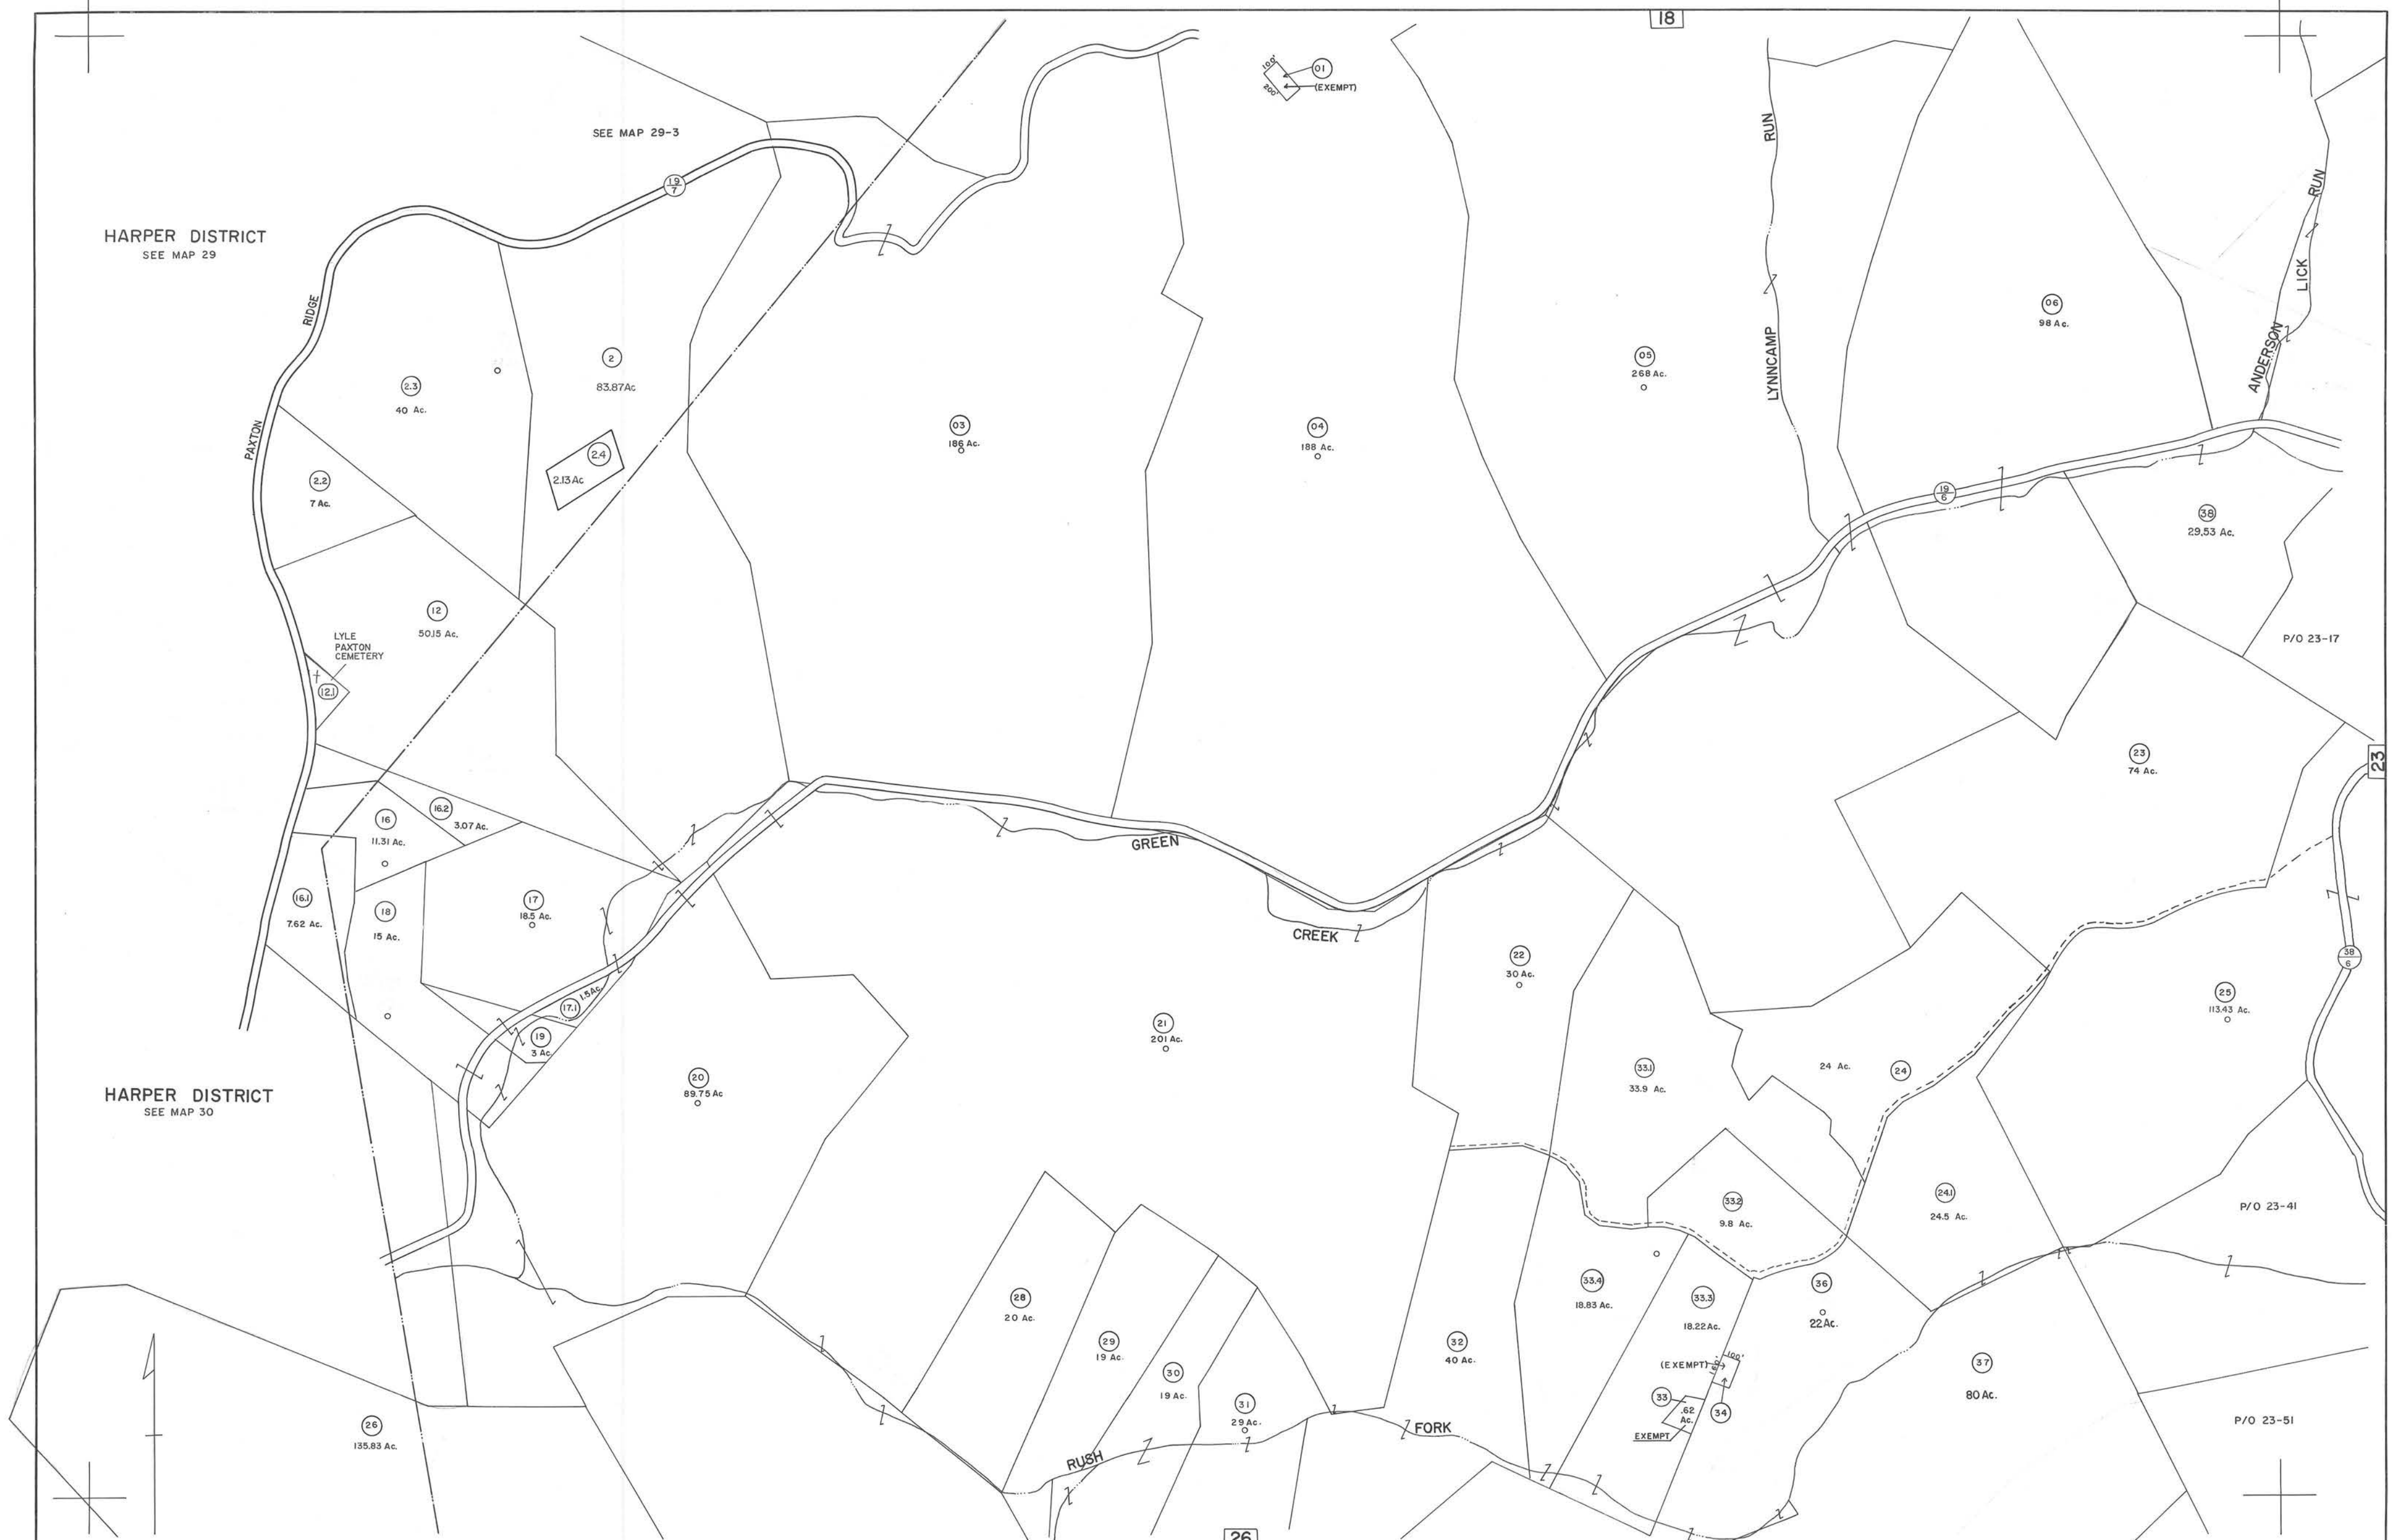 18
100'
200'
01
(EXEMPT)
SEE MAP 29-3
RUN
RUN
19
7
HARPER DISTRICT
SEE MAP 29
LICK
RIDGE
06
98 Ac.
LYNNCAMP
ANDERSON
2
83.87Ac
05
268 Ac.
2.3
40 Ac.
PAXTON
03
186 Ac.
04
188 Ac.
2.4
2.13Ac
2.2
7 Ac.
19
6
38
29.53 Ac.
12
50.15 Ac.
LYLE
PAXTON
CEMETERY
12.1
P/O 23-17
23
74 Ac.
23
16.2
3.07 Ac.
16
11.31 Ac.
GREEN
CREEK
16.1
7.62 Ac.
17
18.5 Ac.
18
15 Ac.
22
30 Ac.
38
6
17.1
1.5Ac.
25
113.43 Ac.
19
3 Ac.
21
201 Ac.
20
89.75 Ac
33.1
33.9 Ac.
24 Ac.
24
HARPER DISTRICT
SEE MAP 30
33.2
9.8 Ac.
24.1
24.5 Ac.
P/O 23-41
33.4
18.83 Ac.
33.3
18.22Ac.
36
22Ac.
28
20 Ac.
29
19 Ac.
32
40 Ac.
(EXEMPT)
100'
37
80 Ac.
30
19 Ac.
31
29 Ac.
33
.62
Ac.
34
EXEMPT
P/O 23-51
26
135.83 Ac.
FORK
RUSH
26